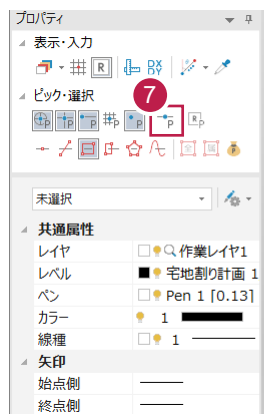 プロパティ
表示・入力
R DX DY
ピック・選択
7
P P P P P P R P
全
未選択
共通属性
レイヤ 作業レイヤ1
レベル 宅地割り計画 1
ペン Pen 1 [0.13]
カラー 1
線種 1
矢印
始点側
終点側